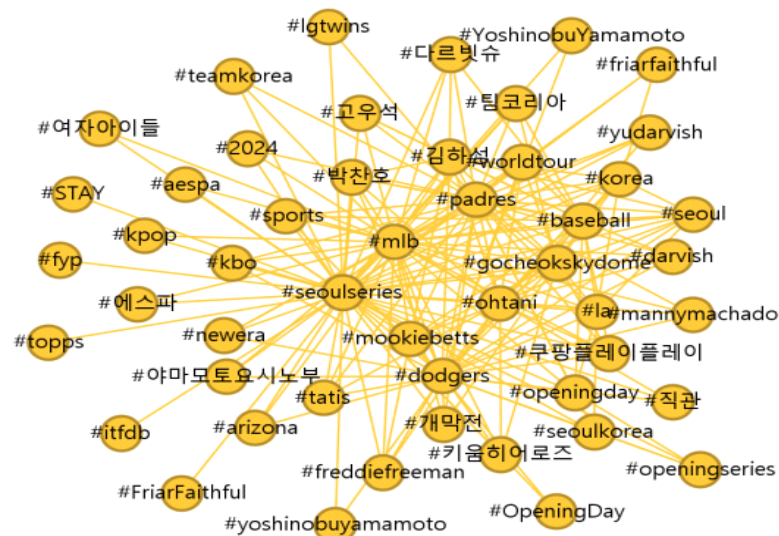 #lgtwins
#YoshinobuYamamoto
#다르빗슈
#friarfaithful
#teamkorea
#팀코리아
#고우석
#여자아이들
#yudarvish
#2024
#김하성
#worldtour
#박찬호
#korea
#aespa
#STAY
#padres
#sports
#baseball
#seoul
#kpop
#mlb
#fyp
#kbo
#gocheokskydome
#darvish
#seoulseries
#에스파
#ohtani
#la
#mannymachado
#topps
#newera
#mookiebetts
#쿠팡플레이플레이
#야마모토요시노부
#dodgers
#tatis
#openingday
#직관
#itfdb
#arizona
#개막전
#seoulkorea
#키움히어로즈
#freddiefreeman
#openingseries
#FriarFaithful
#OpeningDay
#yoshinobuyamamoto